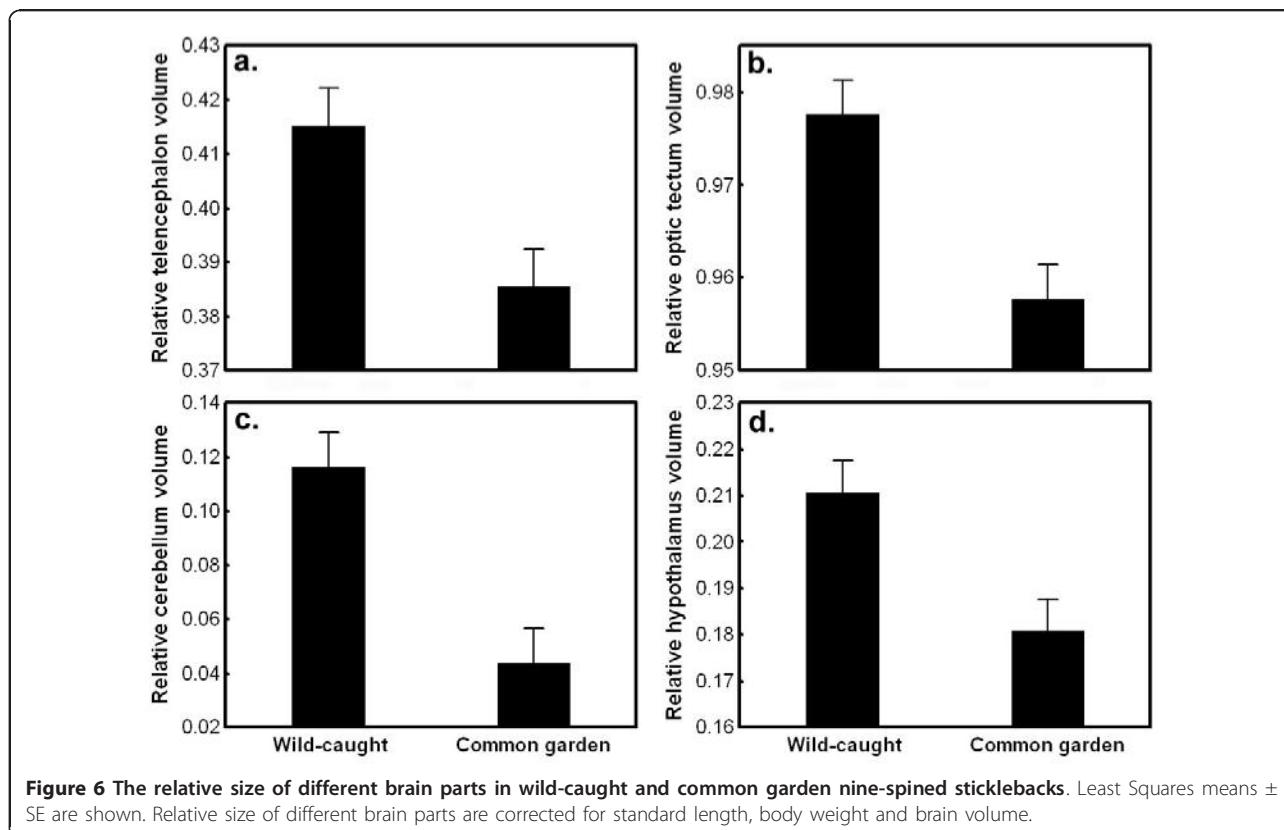 a.
Relative telencephalon volume
0.43
0.42
0.41
0.40
0.39
0.38
0.37
b.
Relative optic tectum volume
0.98
0.97
0.96
0.95
c.
Relative cerebellum volume
0.14
0.12
0.10
0.08
0.06
0.04
0.02
Wild-caught
Common garden
d.
Relative hypothalamus volume
0.23
0.22
0.21
0.20
0.19
0.18
0.17
0.16
Wild-caught
Common garden
Figure 6 The relative size of different brain parts in wild-caught and common garden nine-spined sticklebacks. Least Squares means ±
SE are shown. Relative size of different brain parts are corrected for standard length, body weight and brain volume.